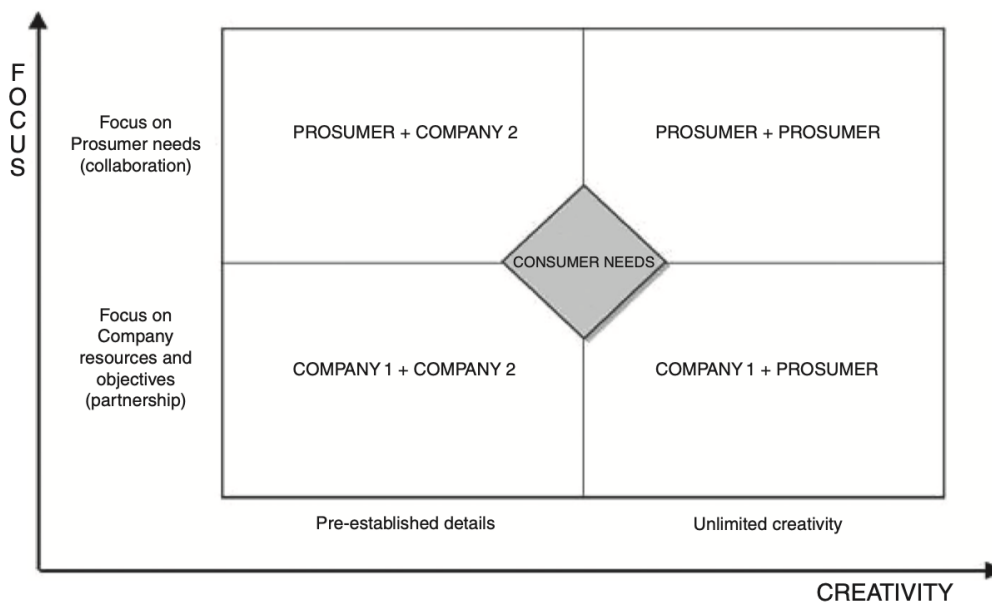 FOCUS
Focus on
Prosumer needs
(collaboration)
PROSUMER + COMPANY 2
PROSUMER + PROSUMER
CONSUMER NEEDS
Focus on
Company
resources and
objectives
(partnership)
COMPANY 1 + COMPANY 2
COMPANY 1 + PROSUMER
Pre-established details
Unlimited creativity
CREATIVITY